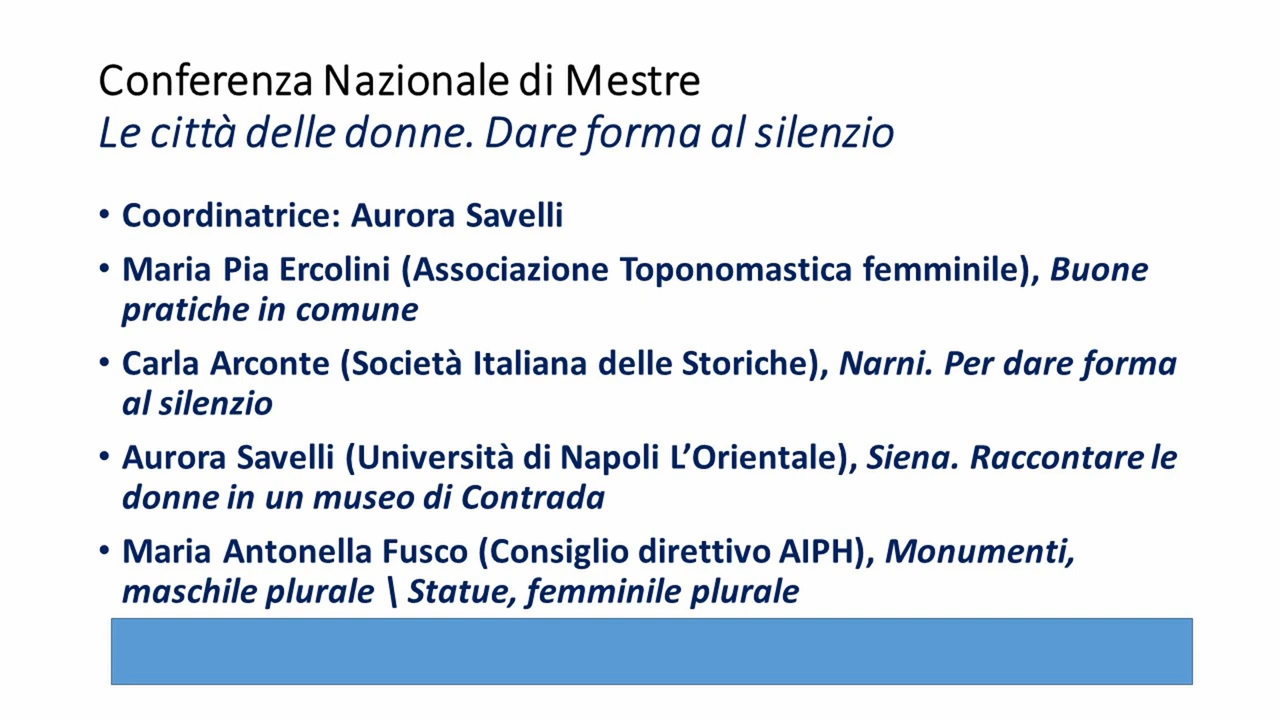 Conferenza Nazionale di Mestre
Le città delle donne. Dare forma al silenzio
• Coordinatrice: Aurora Savelli
• Maria Pia Ercolini (Associazione Toponomastica femminile), Buone
pratiche in comune
• Carla Arconte (Società Italiana delle Storiche), Narni. Per dare forma
al silenzio
• Aurora Savelli (Università di Napoli L’Orientale), Siena. Raccontare le
donne in un museo di Contrada
• Maria Antonella Fusco (Consiglio direttivo AIPH), Monumenti,
maschile plurale \ Statue, femminile plurale